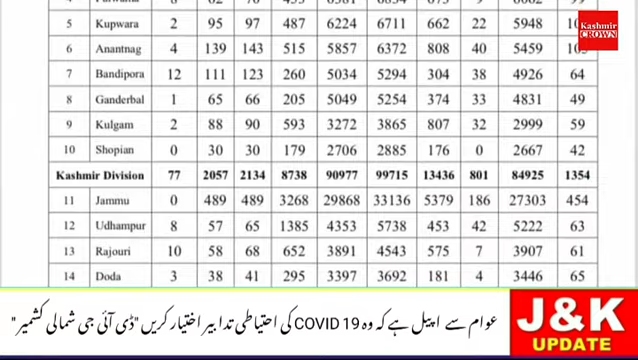 Kashmir CROWN
5 Kupwara 2 95 97 487 6224 6711 662 22 5948
6 Anantnag 4 139 143 515 5857 6372 808 40 5459
7 Bandipora 12 111 123 260 5034 5294 304 38 4926 64
8 Ganderbal 1 65 66 205 5049 5254 374 33 4831 49
9 Kulgam 2 88 90 593 3272 3865 807 32 2999 59
10 Shopian 0 30 30 179 2706 2885 176 0 2667 42
Kashmir Division 77 2057 2134 8738 90977 99715 13436 801 84925 1354
11 Jammu 0 489 489 3268 29868 33136 5379 186 27303 454
12 Udhampur 8 57 65 1385 4353 5738 453 42 5222 63
13 Rajouri 10 58 68 652 3891 4543 575 7 3907 61
14 Doda 3 38 41 295 3397 3692 181 4 3446 65
عوام سے اپیل ہے کہ وہ COVID 19 کی احتیاطی تدابیر اختیار کریں "ڈی آئی جی شمالی کشمیر"
J&K
UPDATE